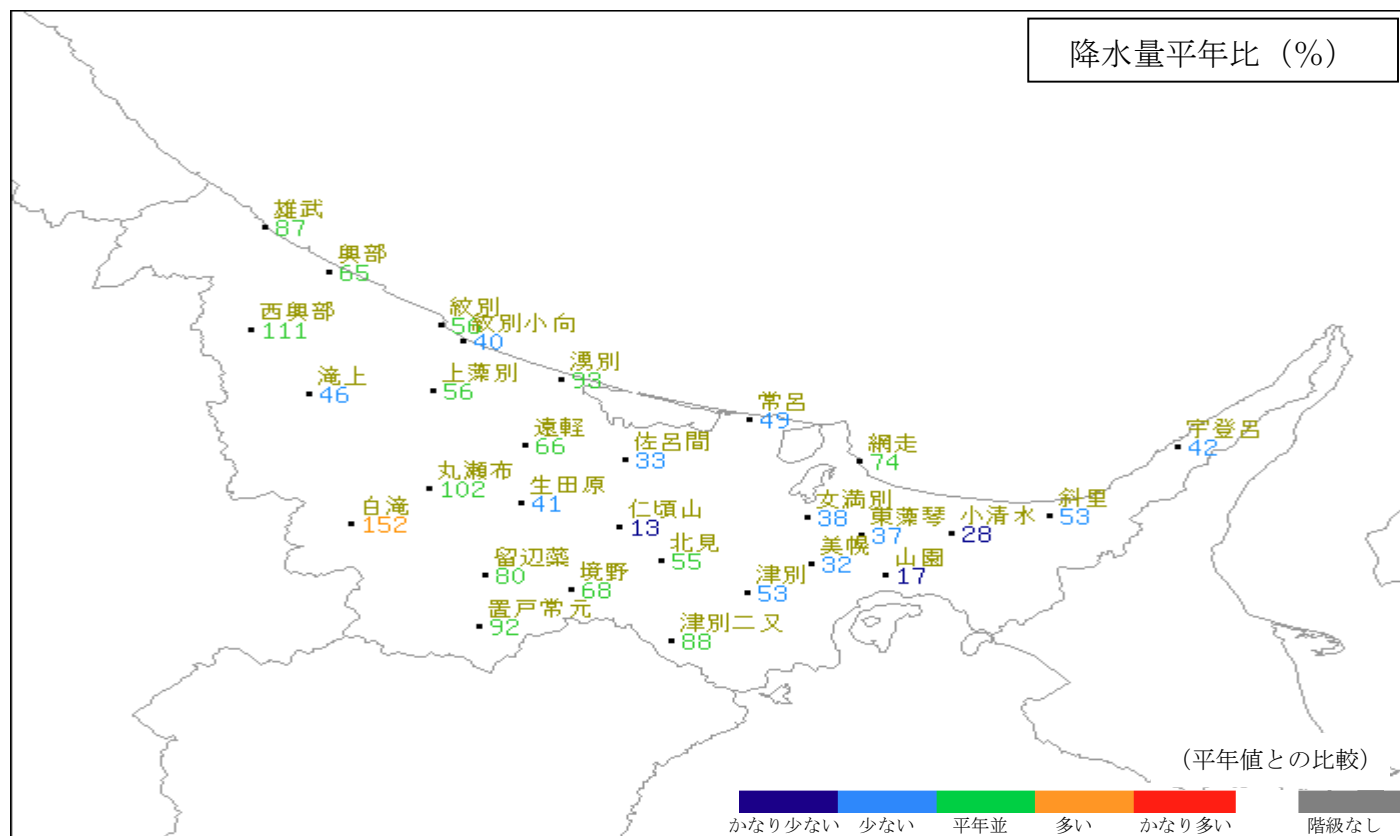 降水量平年比（%）
雄武
87
興部
65
西興部
111
紋別
56
紋別小向
40
滝上
46
上藻別
56
湧別
93
常呂
49
遠軽
66
佐呂間
33
網走
74
宇登呂
42
丸瀬布
102
生田原
41
白滝
152
仁頃山
13
女満別
38
東藻琴
37
小清水
28
斜里
53
北見
55
美幌
32
山園
17
留辺蘂
80
境野
68
津別
53
置戸常元
92
津別二又
88
（平年値との比較）
かなり少ない 少ない 平年並 多い かなり多い 階級なし